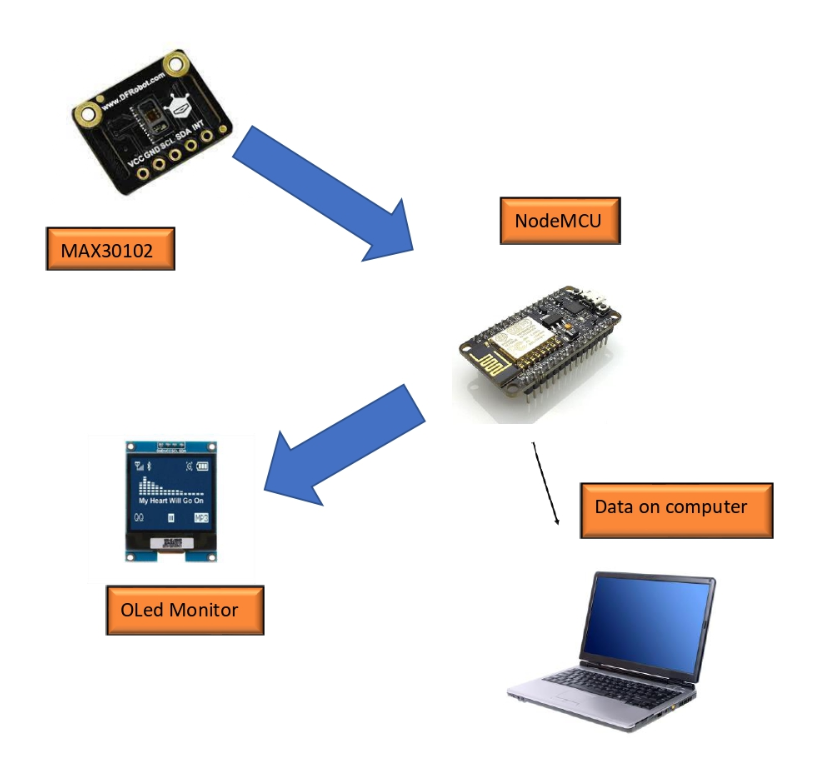 www.DFRobot.com
VCC GND SCL SDA INT
MAX30102
NodeMCU
My Heart Will Go On
MP3
OLed Monitor
Data on computer